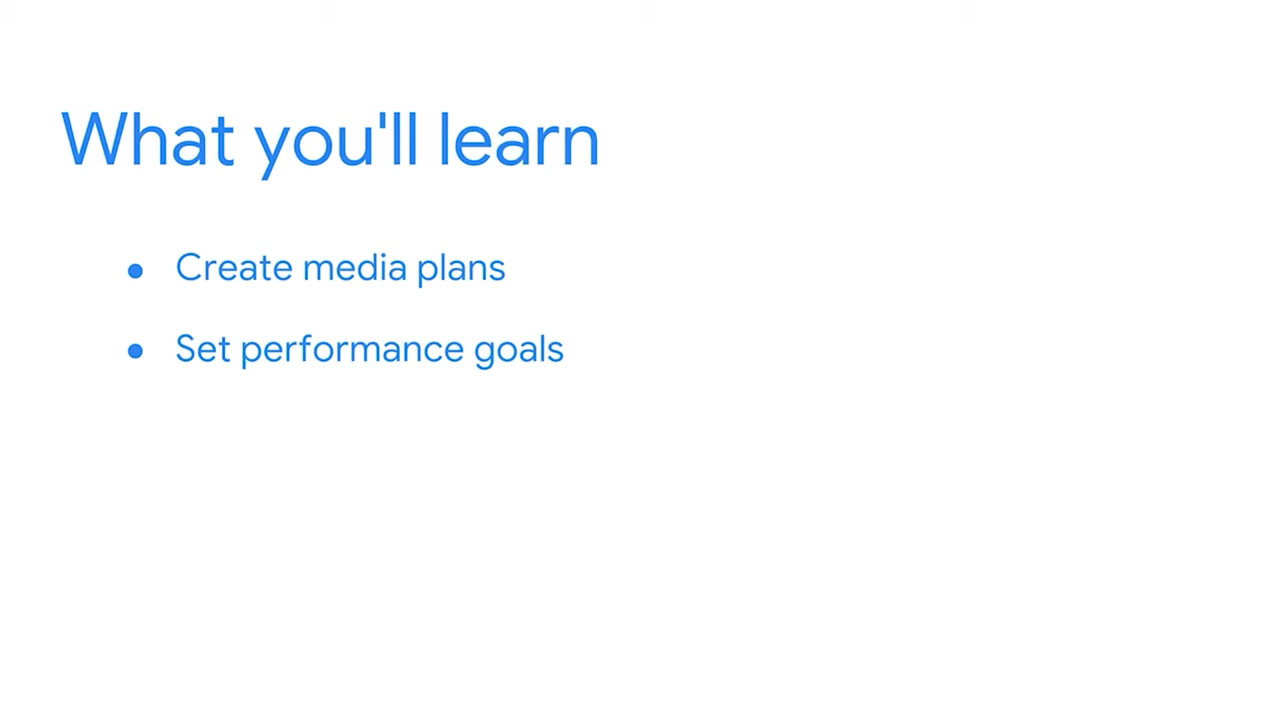 What you'll learn
• Create media plans
• Set performance goals